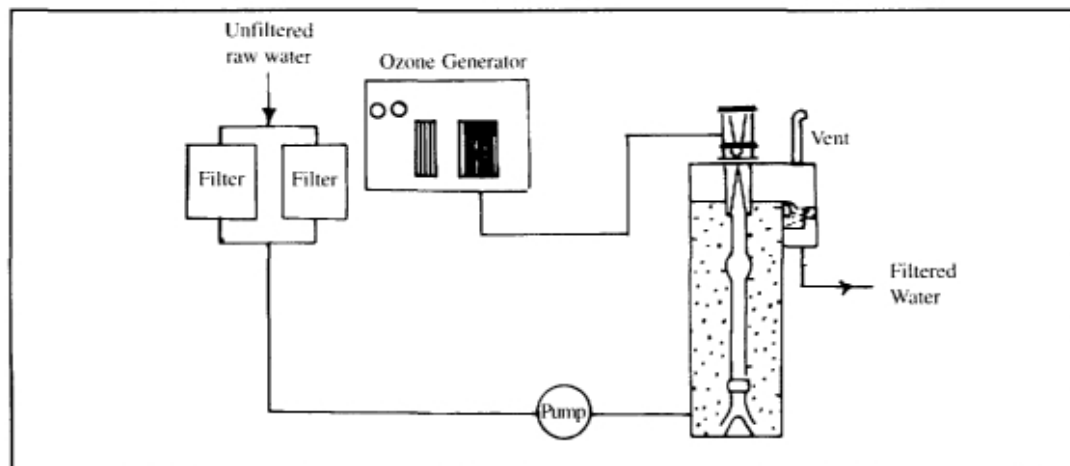 Unfiltered
raw water
Ozone Generator
Vent
Filter
Filter
Filtered
Water
Pump